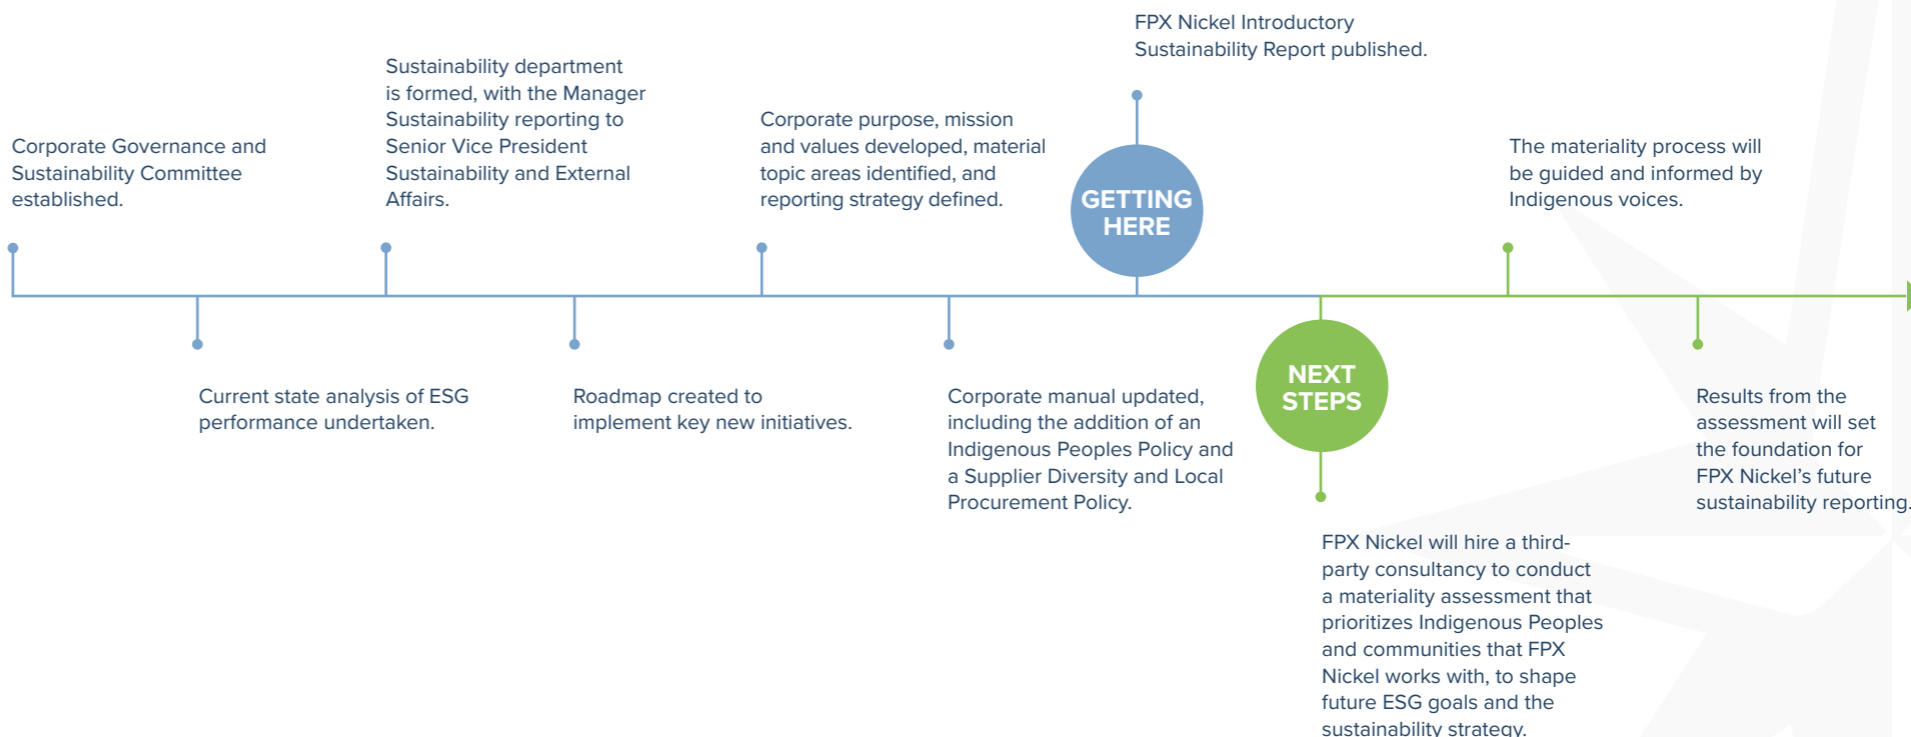 Corporate Governance and
Sustainability Committee
established.
Current state analysis of ESG
performance undertaken.
Sustainability department
is formed, with the Manager
Sustainability reporting to
Senior Vice President
Sustainability and External
Affairs.
Roadmap created to
implement key new initiatives.
Corporate purpose, mission
and values developed, material
topic areas identified, and
reporting strategy defined.
Corporate manual updated,
including the addition of an
Indigenous Peoples Policy and
a Supplier Diversity and Local
Procurement Policy.
FPX Nickel Introductory
Sustainability Report published.
GETTING
HERE
NEXT
STEPS
FPX Nickel will hire a third-
party consultancy to conduct
a materiality assessment that
prioritizes Indigenous Peoples
and communities that FPX
Nickel works with, to shape
future ESG goals and the
sustainability strategy.
The materiality process will
be guided and informed by
Indigenous voices.
Results from the
assessment will set
the foundation for
FPX Nickel's future
sustainability reporting.